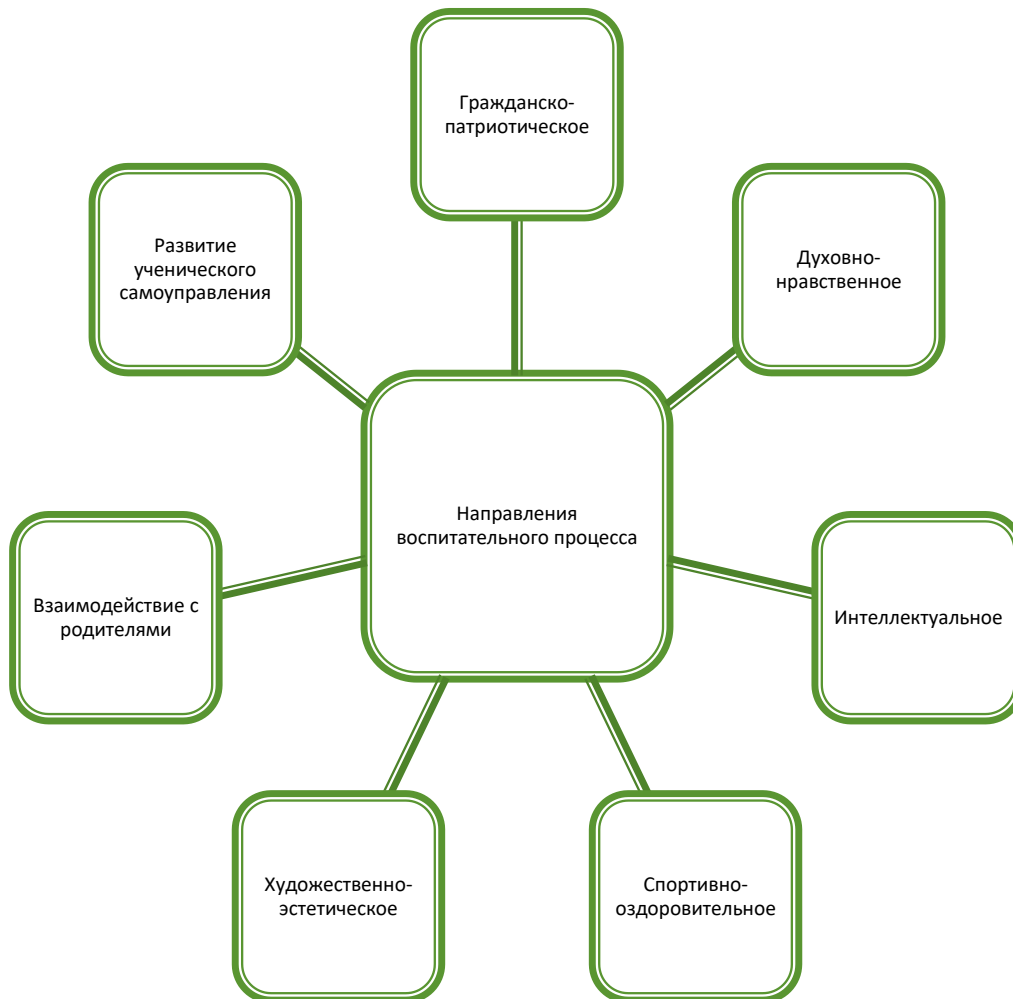 Гражданско-
патриотическое
Развитие
ученического
самоуправления
Духовно-
нравственное
Направления
воспитательного процесса
Взаимодействие с
родителями
Интеллектуальное
Художественно-
эстетическое
Спортивно-
оздоровительное